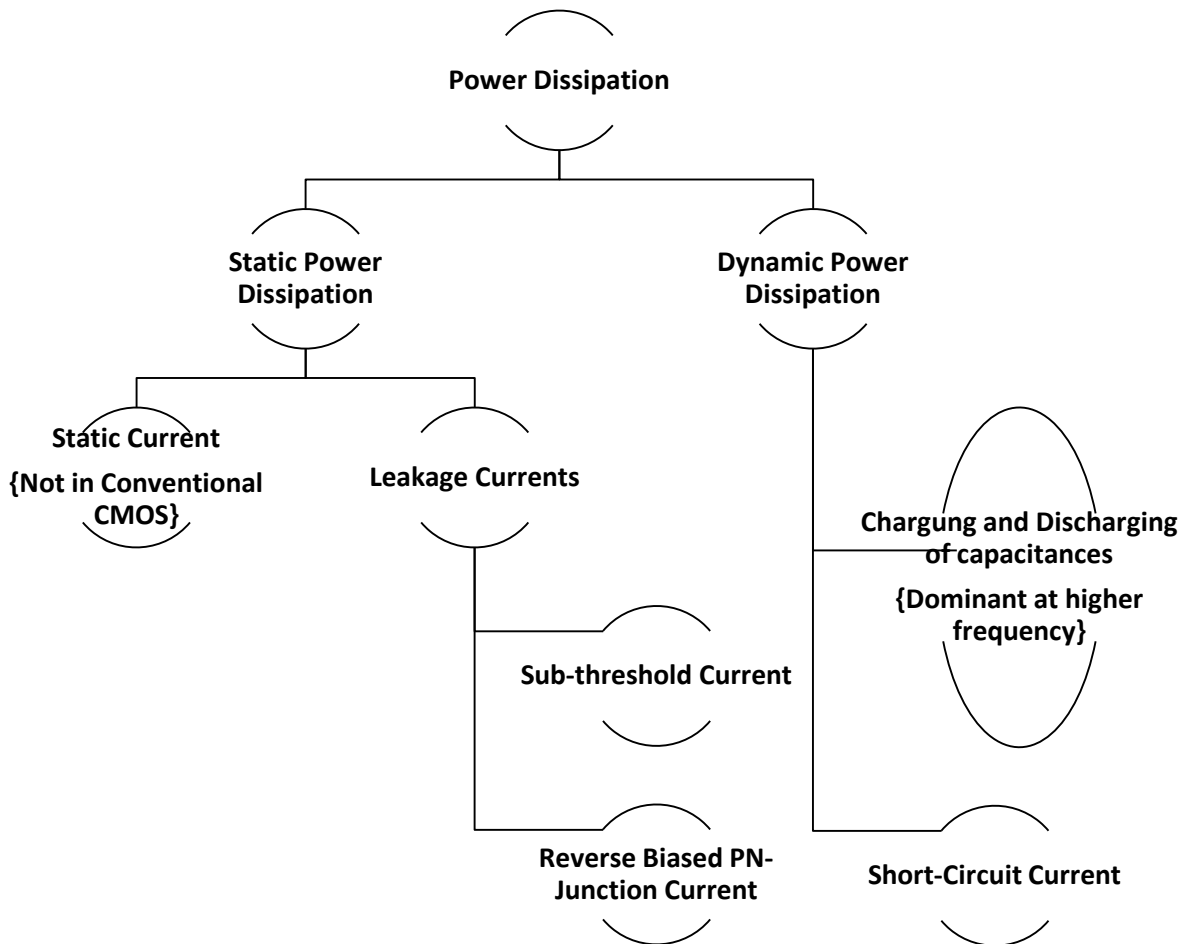 Power Dissipation
Static Power
Dissipation
Dynamic Power
Dissipation
Static Current
{Not in Conventional
CMOS}
Leakage Currents
Chargung and Discharging
of capacitances
{Dominant at higher
frequency}
Sub-threshold Current
Reverse Biased PN-
Junction Current
Short-Circuit Current